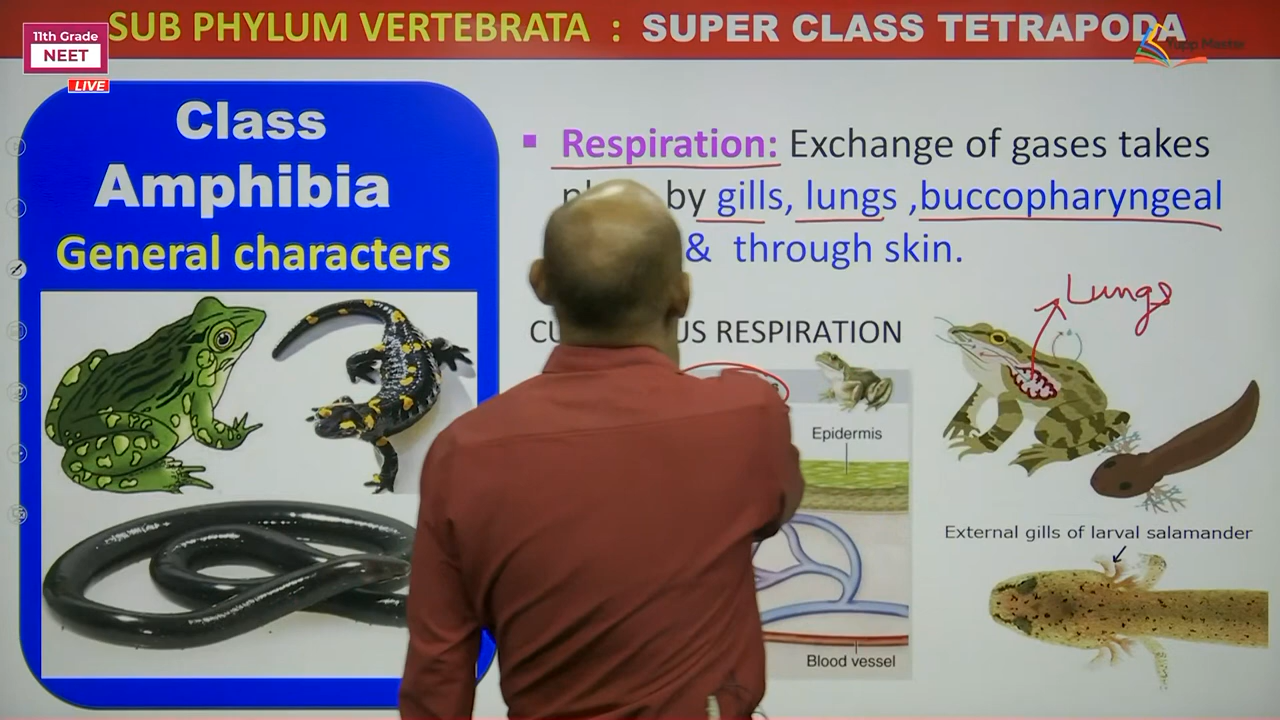 SUB PHYLUM VERTEBRATA : SUPER CLASS TETRAPODA
11th Grade
NEET
LIVE
Class
Amphibia
General characters
Respiration: Exchange of gases takes
by gills, lungs ,buccopharyngeal
& through skin.
Lungs
RESPIRATION
Epidermis
External gills of larval salamander
Blood vessel